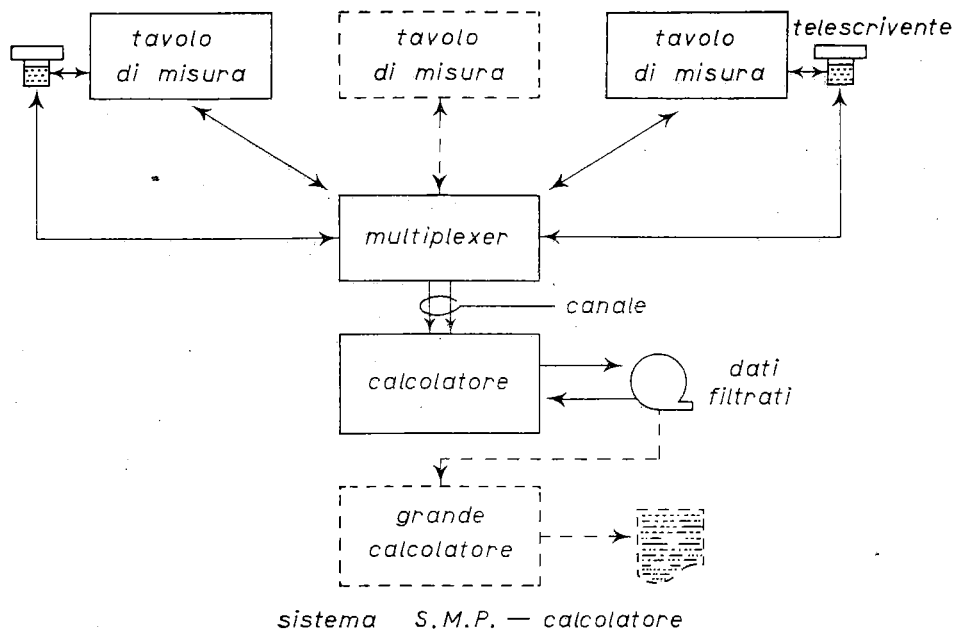 tavolo
di misura
tavolo
di misura
tavolo
di misura
telescrivente
multiplexer
canale
calcolatore
dati
filtrati
grande
calcolatore
sistema S.M.P. — calcolatore